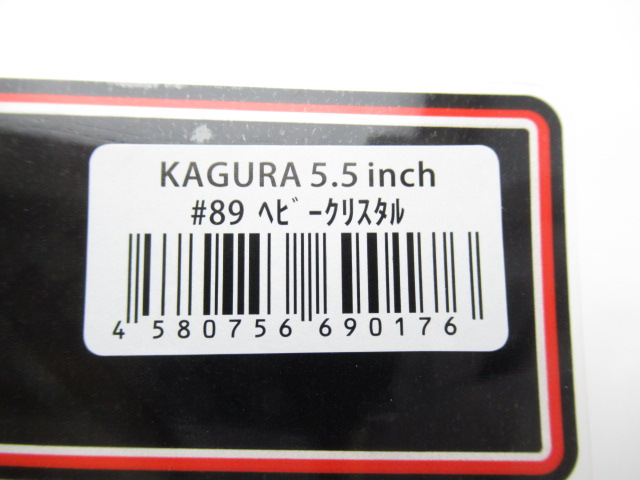 KAGURA 5.5 inch
#89 ﾍﾋﾞｰｸﾘｽﾀﾙ
4 580756 690176